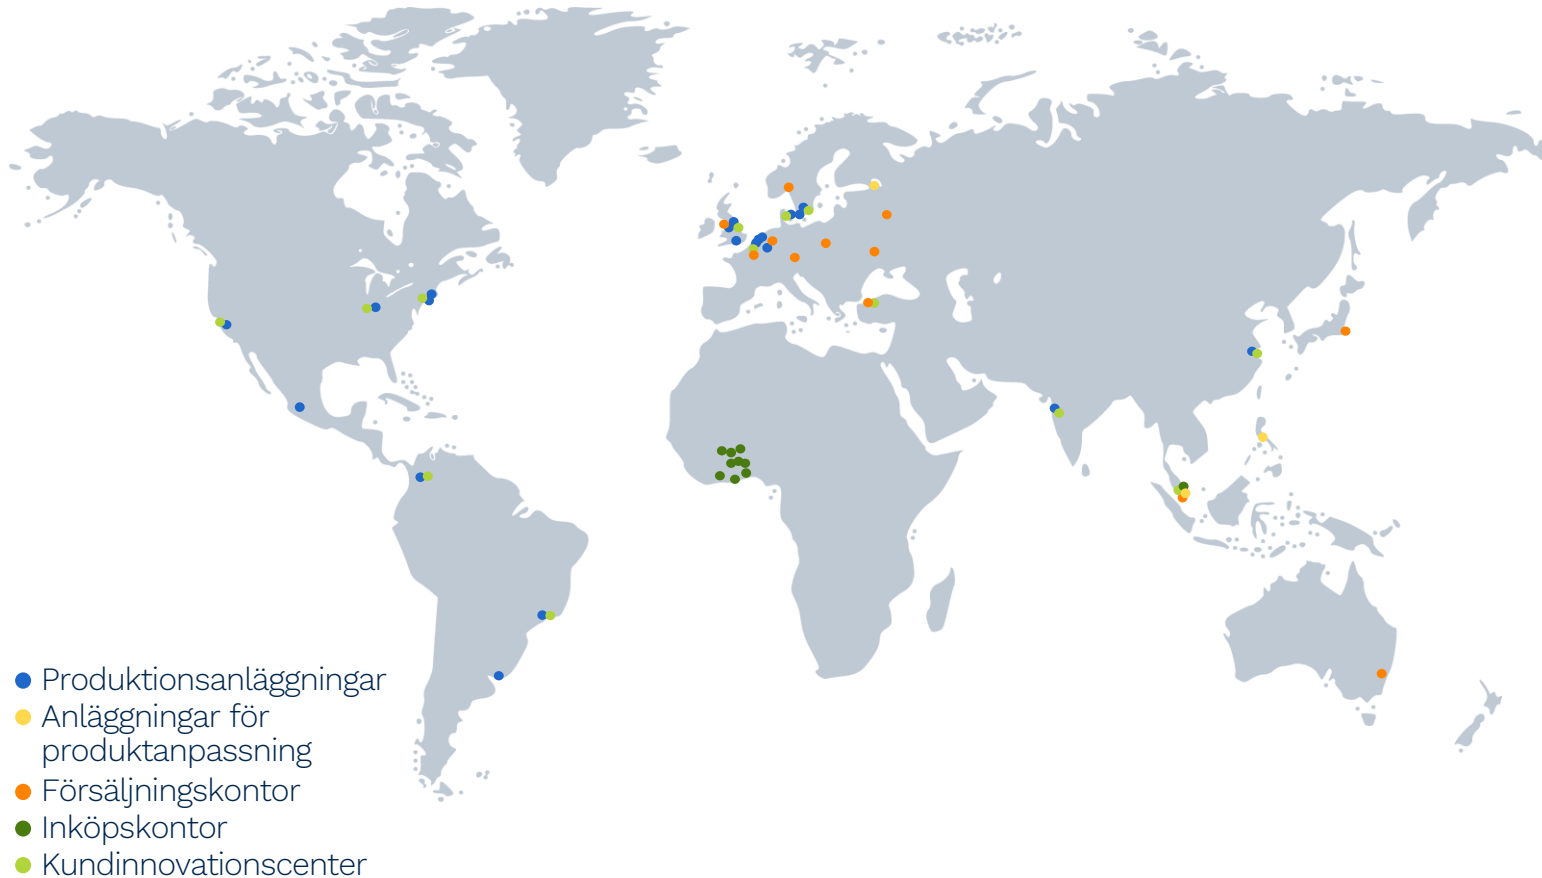 Produktionsanläggningar
Anläggningar för
produktanpassning
Försäljningskontor
Inköpskontor
Kundinnovationscenter